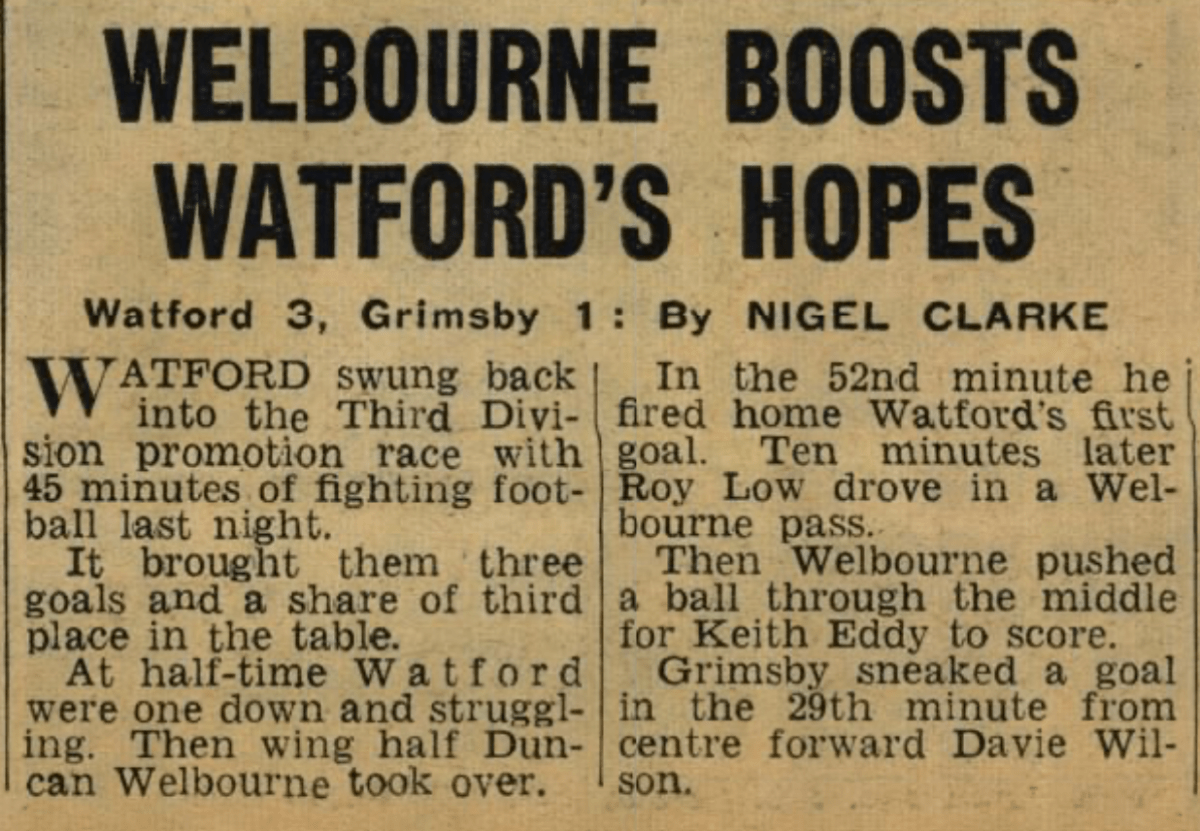 WELBOURNE BOOSTS
WATFORD'S HOPES
Watford 3, Grimsby 1 : By NIGEL CLARKE
WATFORD swung back
into the Third Divi-
sion promotion race with
45 minutes of fighting foot-
ball last night.
It brought them three
goals and a share of third
place in the table.
At half-time Watford
were one down and struggl-
ing. Then wing half Dun-
can Welbourne took over.
In the 52nd minute he
fired home Watford's first
goal. Ten minutes later
Roy Low drove in a Wel-
bourne pass.
Then Welbourne pushed
a ball through the middle
for Keith Eddy to score.
Grimsby sneaked a goal
in the 29th minute from
centre forward Davie Wil-
son.